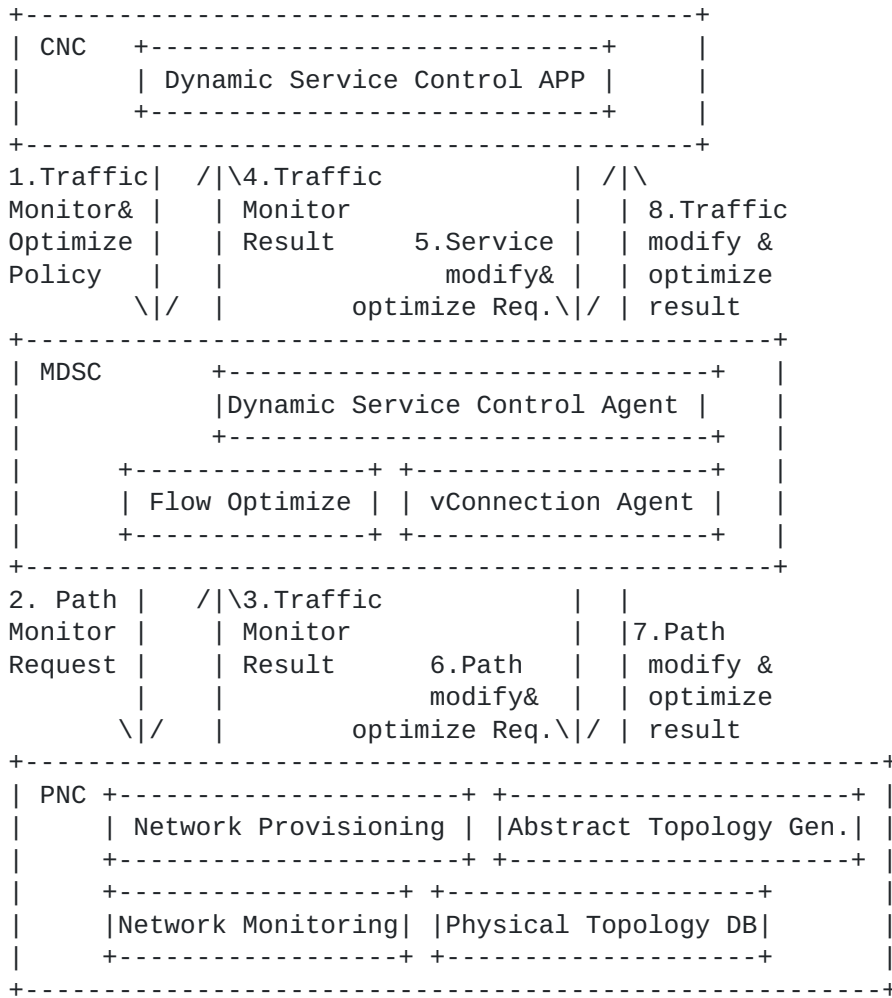 +-------------------------------------------+
| CNC   +-----------------------------+     |
|       | Dynamic Service Control APP |     |
|       +-----------------------------+     |
+-------------------------------------------+
1.Traffic|  /|\4.Traffic            | /|\
Monitor& |   | Monitor              |  | 8.Traffic
Optimize |   | Result     5.Service |  | modify &
Policy   |   |              modify& |  | optimize
        \|/  |        optimize Req.\|/ | result
+------------------------------------------------+
| MDSC       +-------------------------------+   |
|            |Dynamic Service Control Agent |    |
|            +-------------------------------+   |
|      +---------------+ +-------------------+   |
|      | Flow Optimize | | vConnection Agent |   |
|      +---------------+ +-------------------+   |
+------------------------------------------------+
2. Path |   /|\3.Traffic            |  |
Monitor |    | Monitor              |  |7.Path
Request |    | Result      6.Path   |  | modify &
        |    |             modify&  |  | optimize
       \|/   |        optimize Req.\|/ | result
+-------------------------------------------------------+
| PNC +----------------------+ +----------------------+ |
|     | Network Provisioning | |Abstract Topology Gen.| |
|     +----------------------+ +----------------------+ |
|     +------------------+ +--------------------+       |
|     |Network Monitoring| |Physical Topology DB|       |
|     +------------------+ +--------------------+       |
+-------------------------------------------------------+